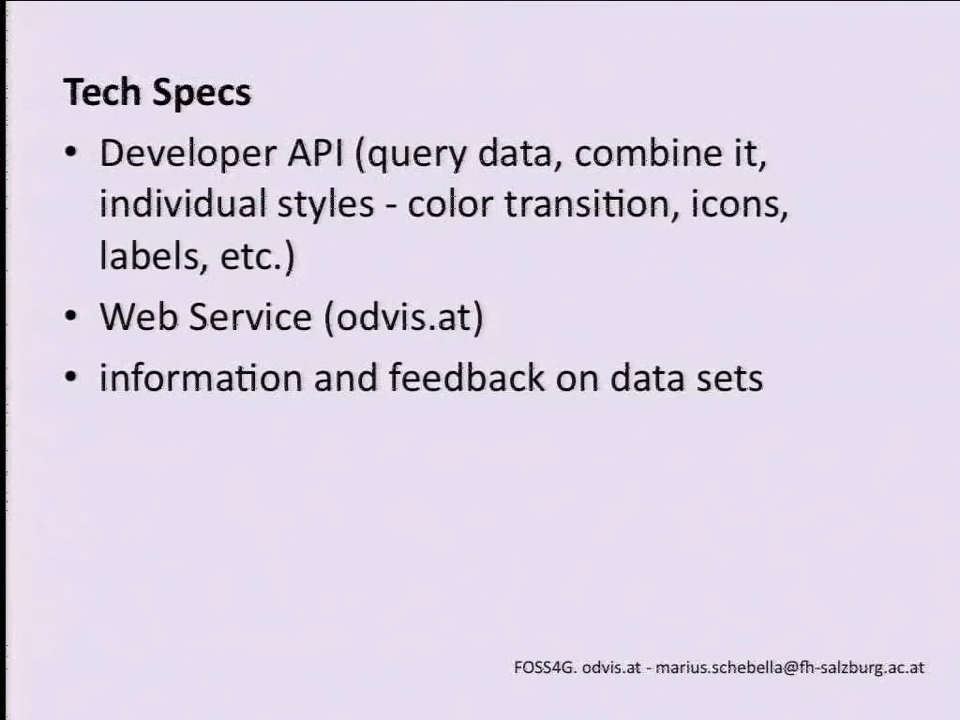 Tech Specs
• Developer API (query data, combine it,
individual styles - color transition, icons,
labels, etc.)
• Web Service (odvis.at)
• information and feedback on data sets
FOSS4G. odvis.at - marius.schebella@fh-salzburg.ac.at